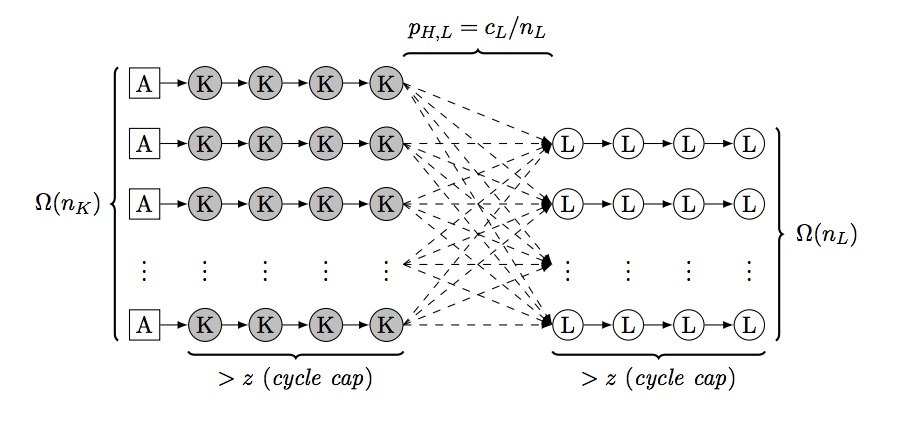 p_{H,L} = c_L/n_L
A K K K K
A K K K K L L L L
Ω(n_K) A K K K K L L L L Ω(n_L)
⋮ ⋮ ⋮ ⋮ ⋮ ⋮ ⋮ ⋮ ⋮
A K K K K L L L L
> z (cycle cap) > z (cycle cap)